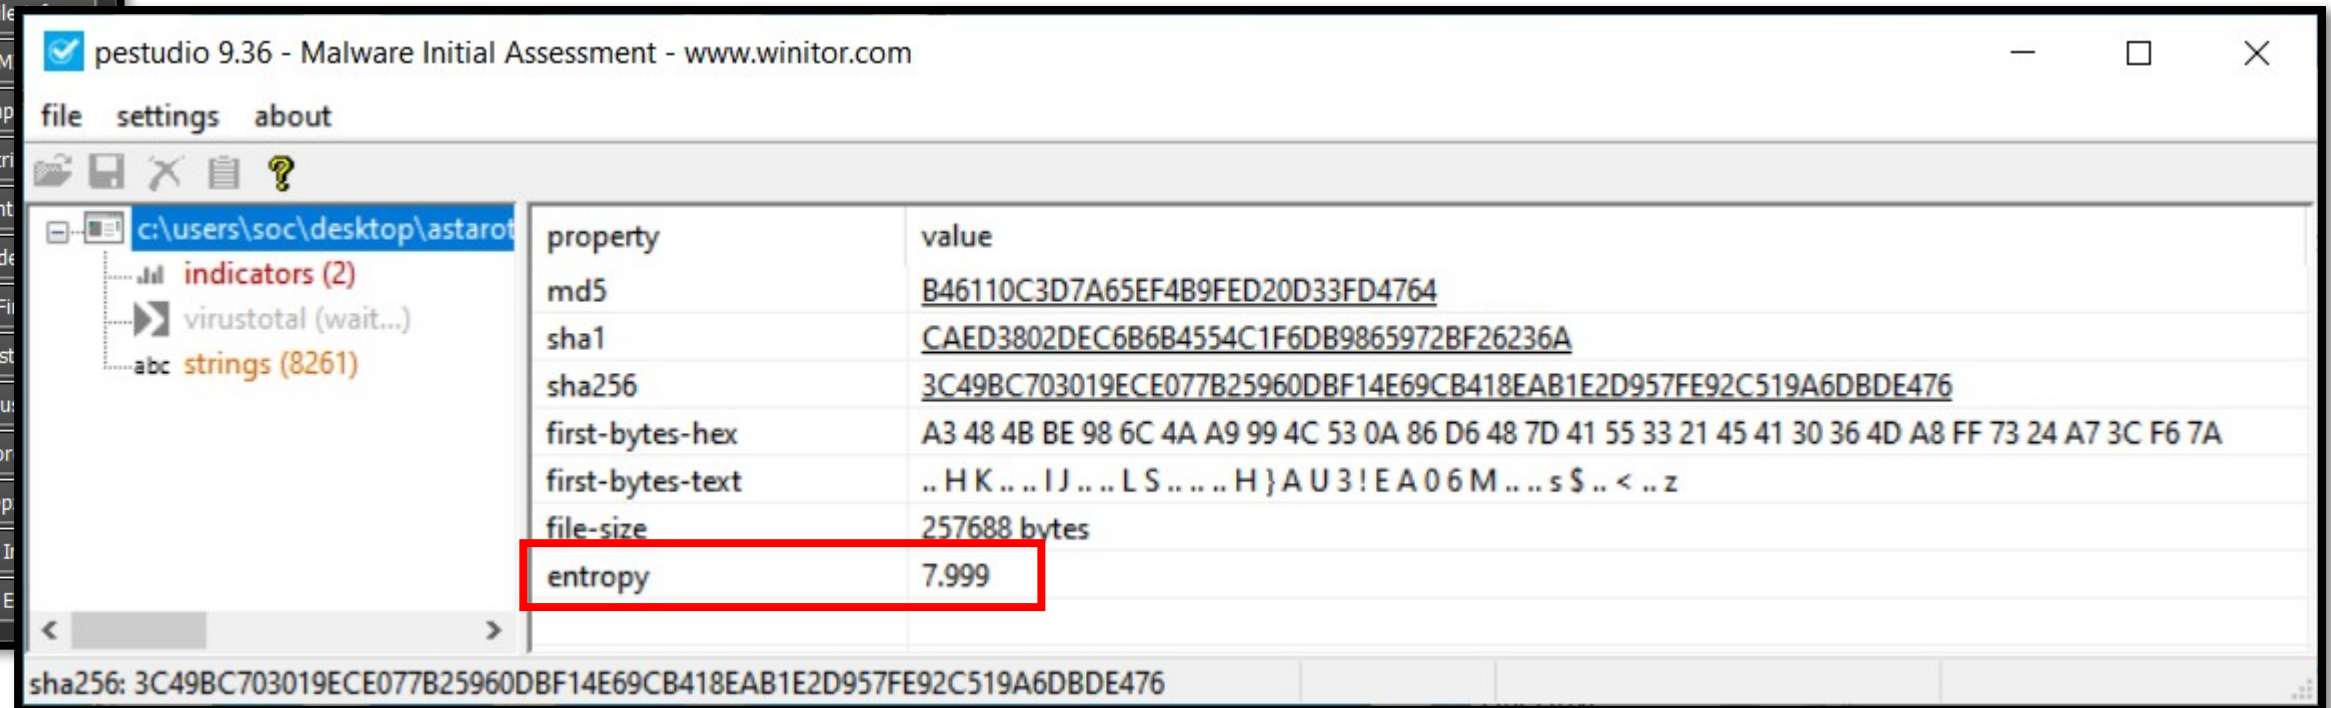 pestudio 9.36 - Malware Initial Assessment - www.winitor.com
file settings about
c:\users\soc\desktop\astarot
indicators (2)
virustotal (wait...)
abc strings (8261)
property value
md5 B46110C3D7A65EF4B9FED20D33FD4764
sha1 CAED3802DEC6B6B4554C1F6DB9865972BF26236A
sha256 3C49BC703019ECE077B25960DBF14E69CB418EAB1E2D957FE92C519A6DBDE476
first-bytes-hex A3 48 4B BE 98 6C 4A A9 99 4C 53 0A 86 D6 48 7D 41 55 33 21 45 41 30 36 4D A8 FF 73 24 A7 3C F6 7A
first-bytes-text .. H K .. .. l J .. .. L S .. .. .. H } A U 3 ! E A 0 6 M .. .. s $ .. < .. z
file-size 257688 bytes
entropy 7.999
sha256: 3C49BC703019ECE077B25960DBF14E69CB418EAB1E2D957FE92C519A6DBDE476